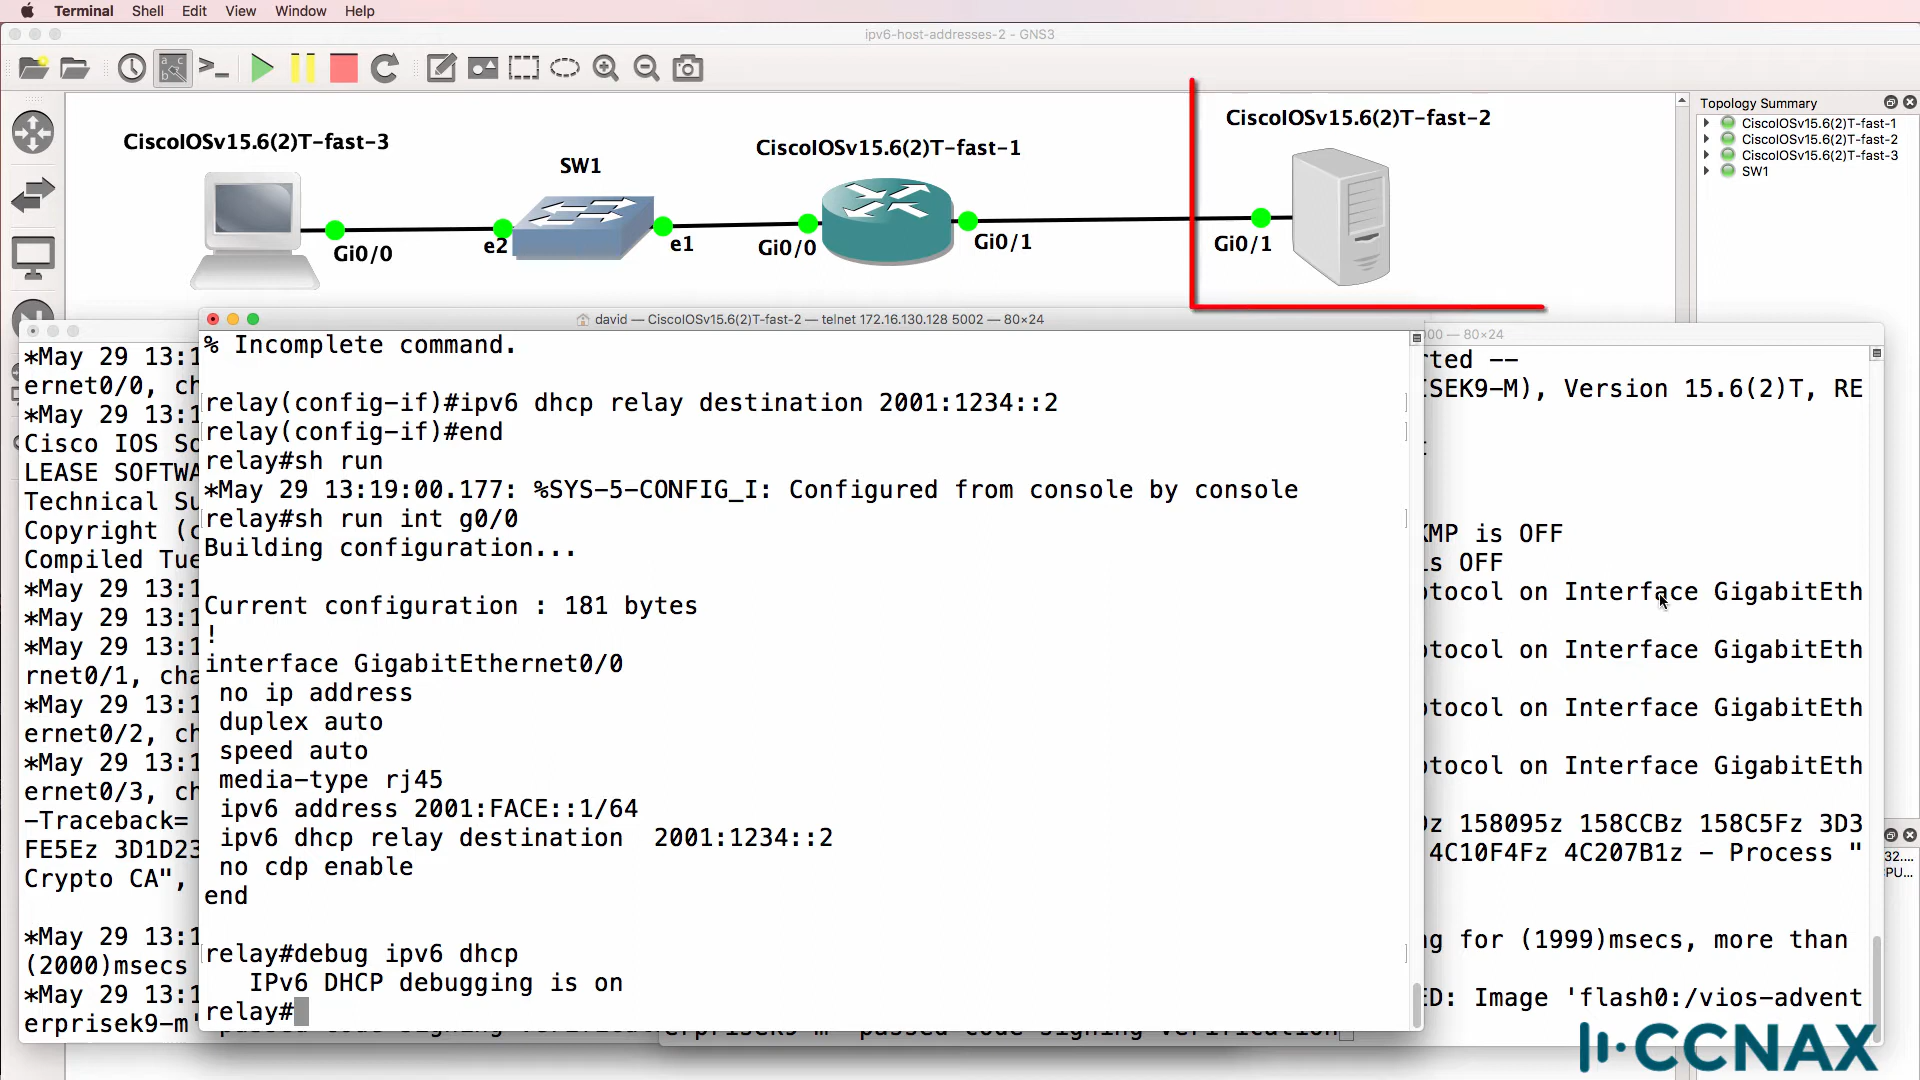 Terminal Shell Edit View Window Help
ipv6-host-addresses-2 - GNS3
CiscoIOSv15.6(2)T-fast-3
SW1
CiscoIOSv15.6(2)T-fast-1
CiscoIOSv15.6(2)T-fast-2
Gi0/0
e2
e1
Gi0/0
Gi0/1
Gi0/1
Topology Summary
CiscoIOSv15.6(2)T-fast-1
CiscoIOSv15.6(2)T-fast-2
CiscoIOSv15.6(2)T-fast-3
SW1
david — CiscoIOSv15.6(2)T-fast-2 — telnet 172.16.130.128 5002 — 80×24
% Incomplete command.
relay(config-if)#ipv6 dhcp relay destination 2001:1234::2
relay(config-if)#end
relay#sh run
*May 29 13:19:00.177: %SYS-5-CONFIG_I: Configured from console by console
relay#sh run int g0/0
Building configuration...
Current configuration : 181 bytes
!
interface GigabitEthernet0/0
no ip address
duplex auto
speed auto
media-type rj45
ipv6 address 2001:FACE::1/64
ipv6 dhcp relay destination 2001:1234::2
no cdp enable
end
relay#debug ipv6 dhcp
IPv6 DHCP debugging is on
relay#
*May 29 13:1
ernet0/0, ch
*May 29 13:1
Cisco IOS So
LEASE SOFTWA
Technical Su
Copyright (c
Compiled Tue
*May 29 13:1
*May 29 13:1
*May 29 13:1
rnet0/1, cha
*May 29 13:1
ernet0/2, ch
*May 29 13:1
ernet0/3, ch
-Traceback=
FE5Ez 3D1D23
Crypto CA",
*May 29 13:1
(2000)msecs
*May 29 13:1
erprisek9-m'
000 — 80×24
rted --
ISEK9-M), Version 15.6(2)T, RE
KMP is OFF
is OFF
otocol on Interface GigabitEth
otocol on Interface GigabitEth
otocol on Interface GigabitEth
otocol on Interface GigabitEth
z 158095z 158CCBz 158C5Fz 3D3
4C10F4Fz 4C207B1z - Process "
ng for (1999)msecs, more than
ED: Image 'flash0:/vios-advent
32....
PU...
CCNAX